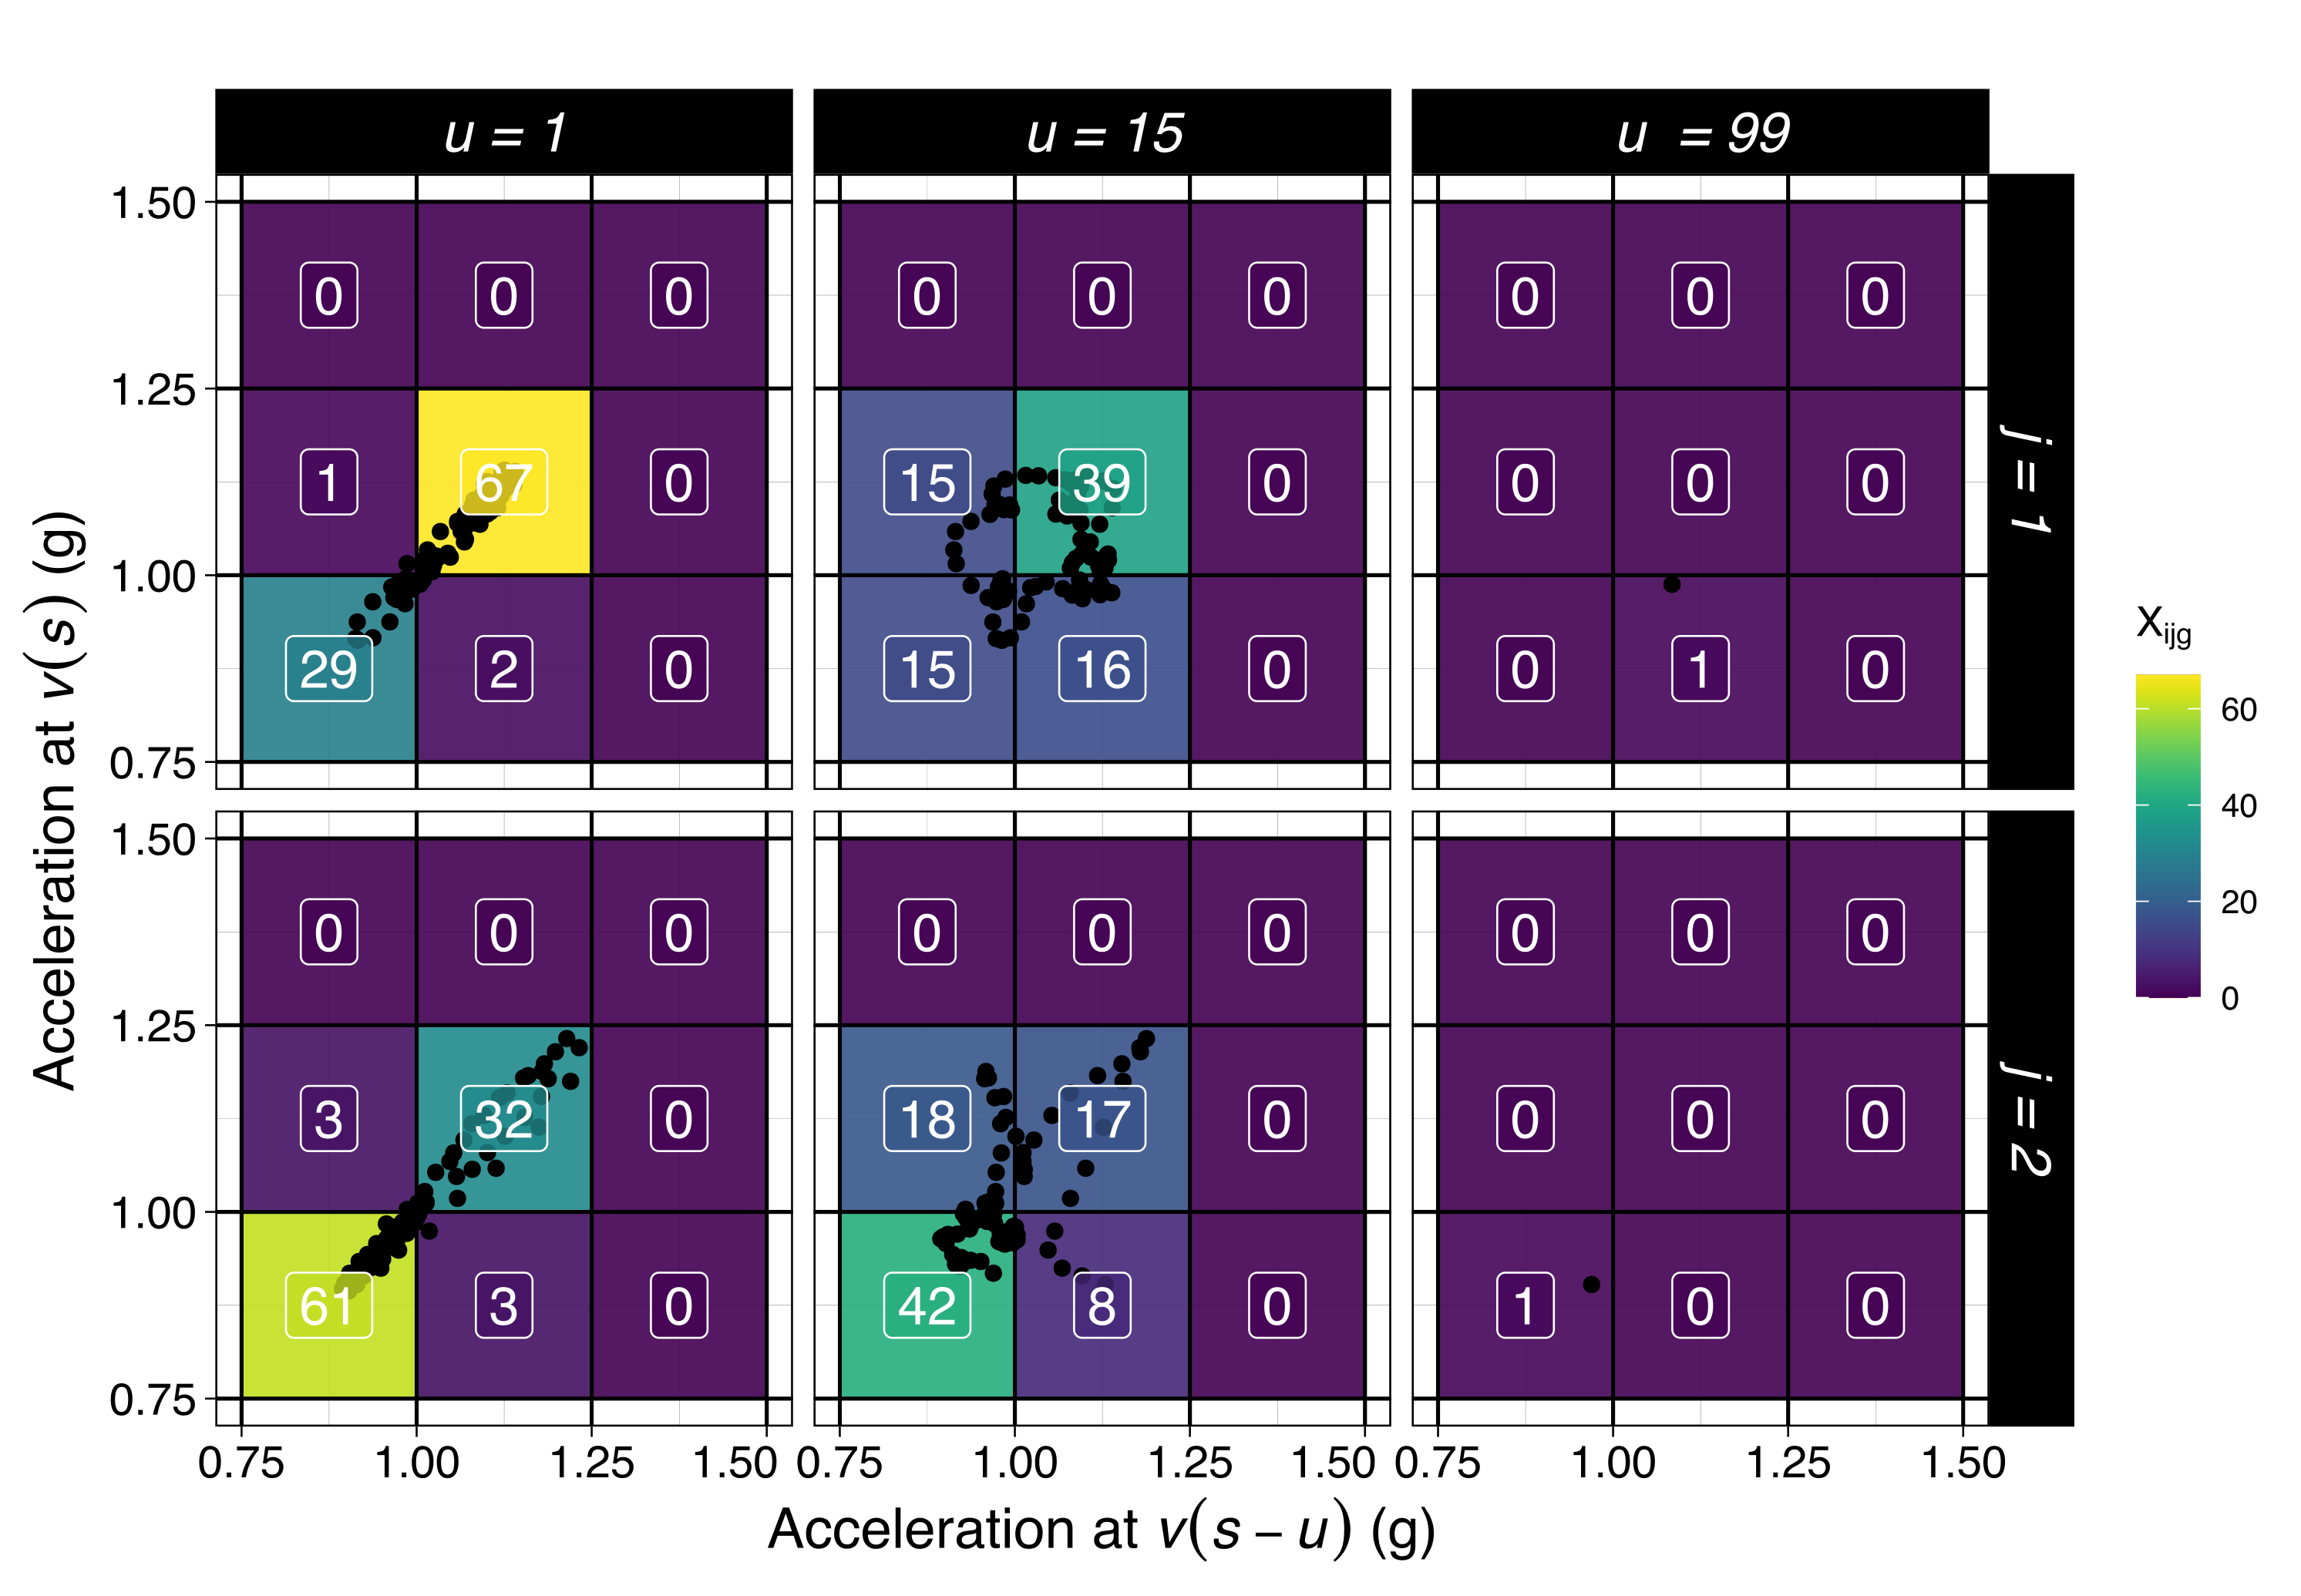 u = 1 u = 15 u = 99
1.50
0 0 0 0 0 0 0 0 0
1.25
1 67 0 15 39 0 0 0 0
j = 1
1.00
29 2 0 15 16 0 0 1 0
0.75
Acceleration at v(s) (g)
1.50
0 0 0 0 0 0 0 0 0
1.25
3 32 0 18 17 0 0 0 0
j = 2
1.00
61 3 0 42 8 0 1 0 0
0.75
0.75 1.00 1.25 1.50 0.75 1.00 1.25 1.50 0.75 1.00 1.25 1.50
Acceleration at v(s − u) (g)
Xijg
60
40
20
0